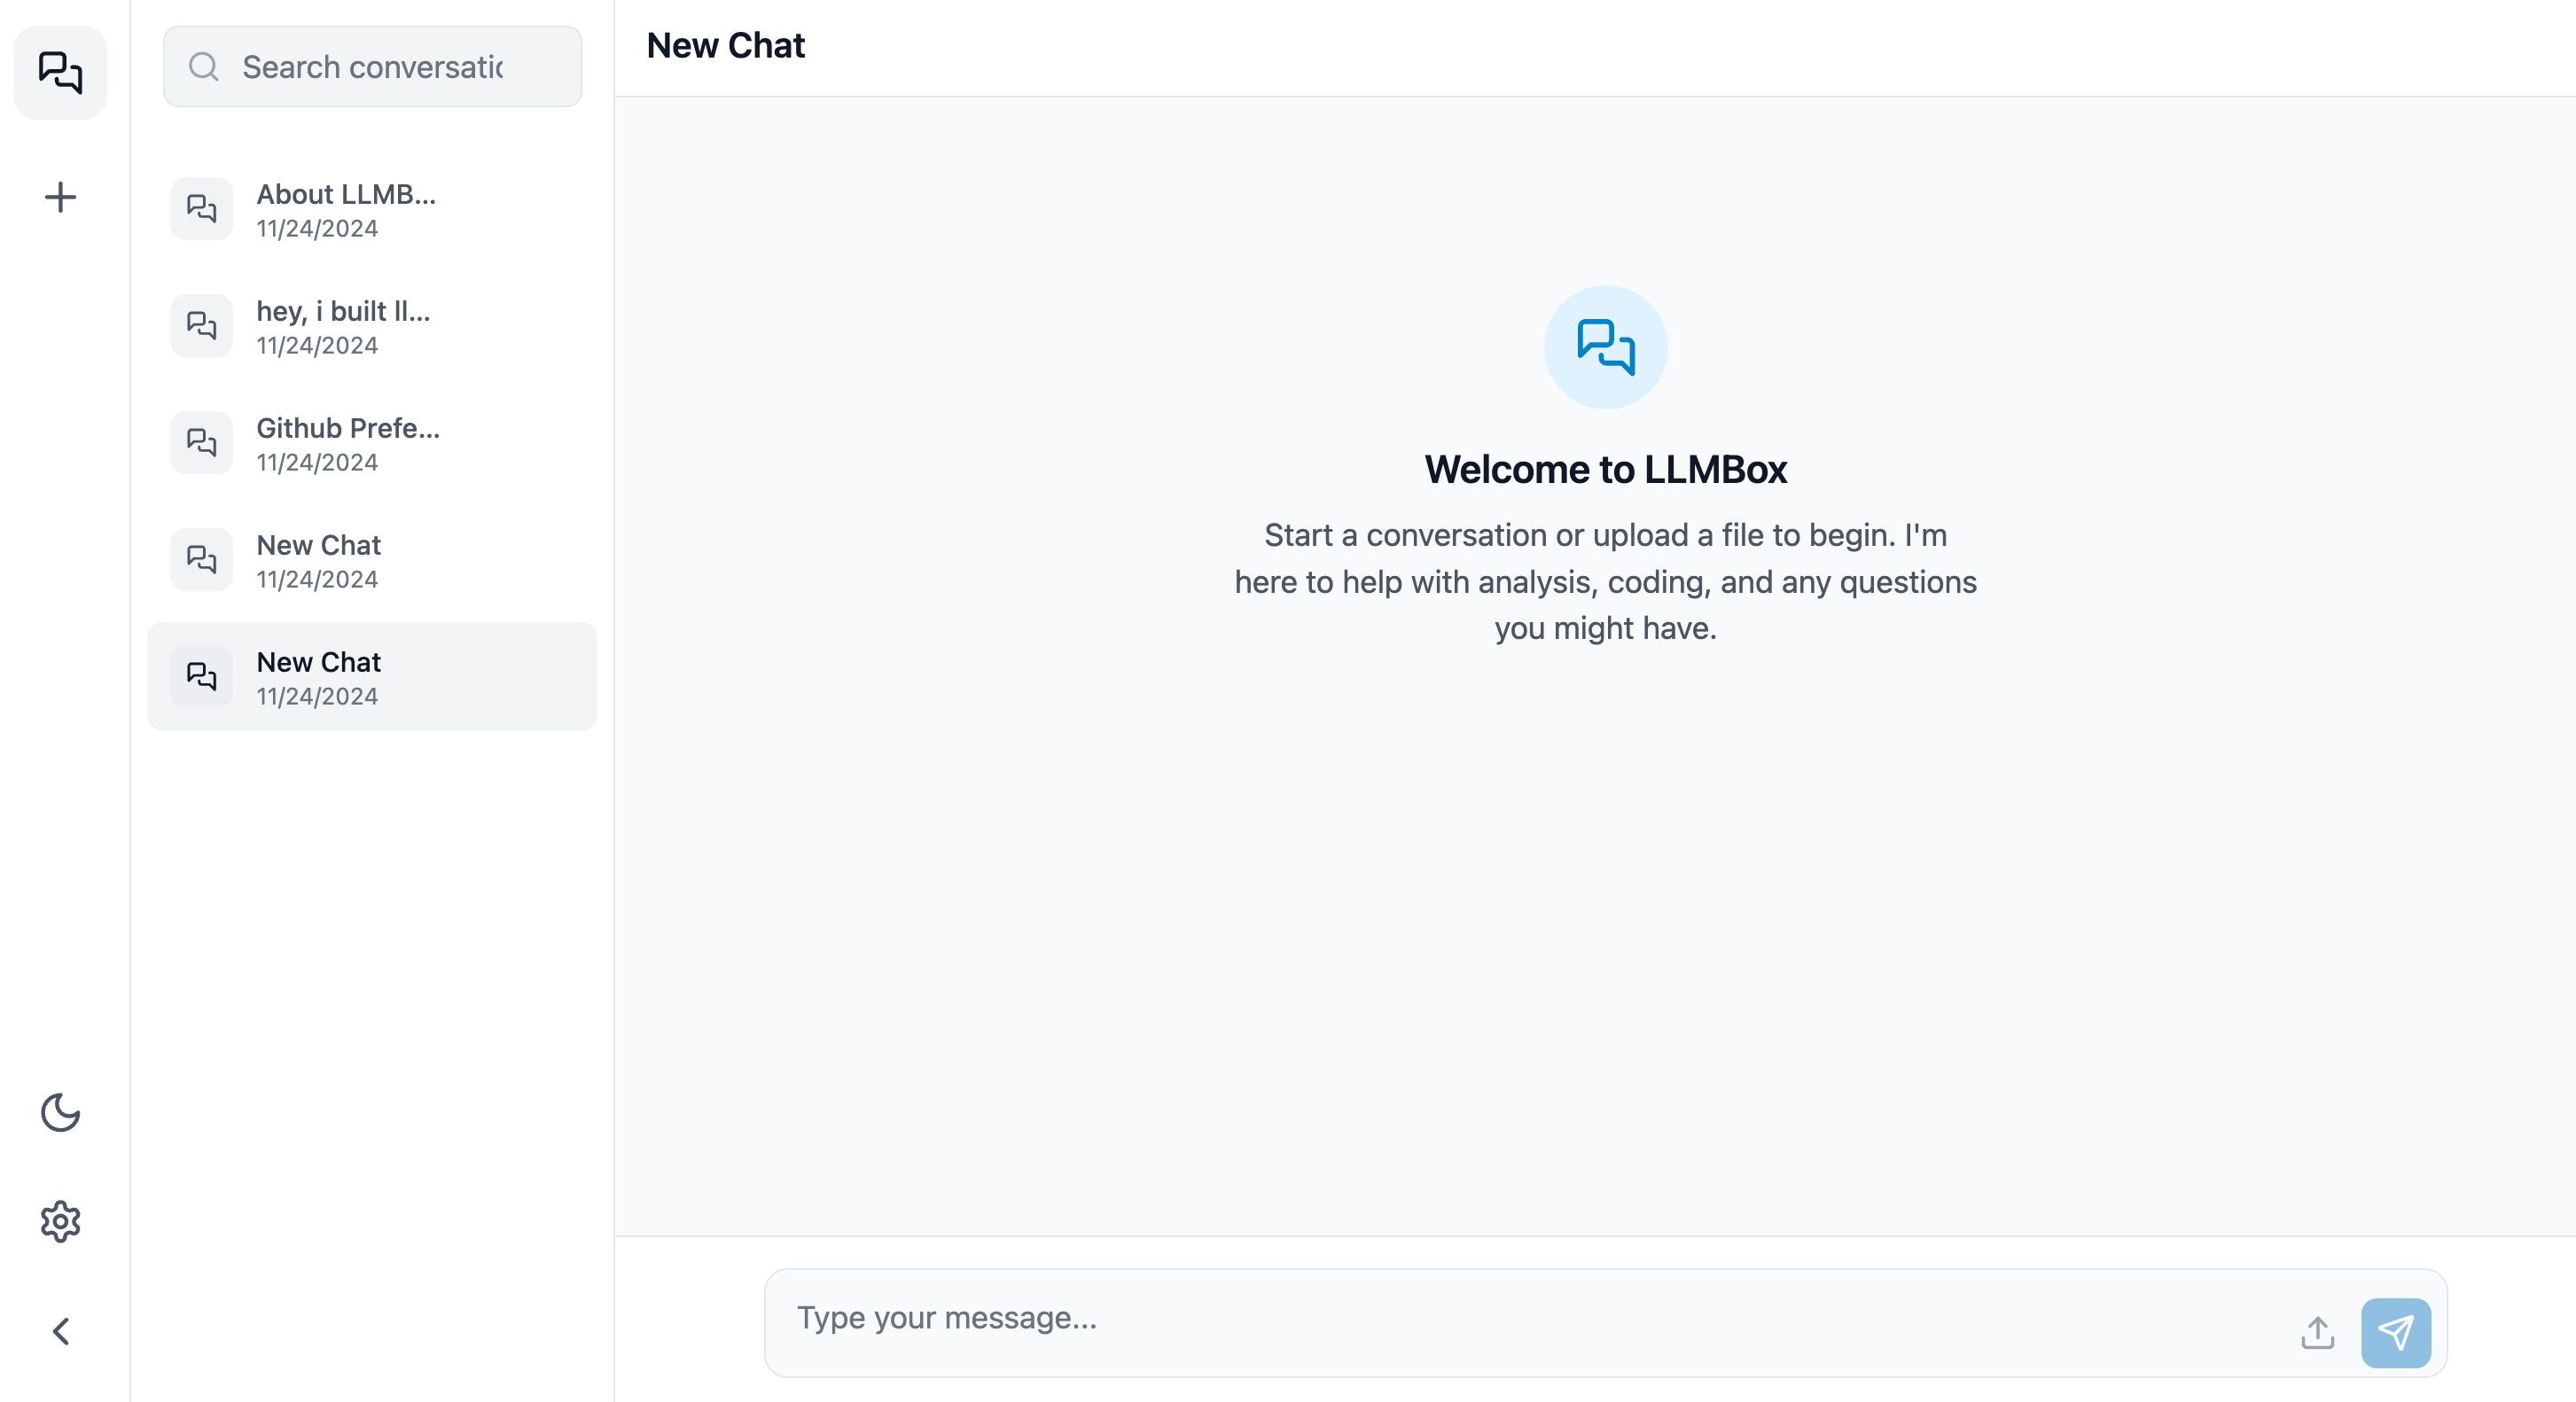 Search conversatic
About LLMB...
11/24/2024
hey, i built ll...
11/24/2024
Github Prefe...
11/24/2024
New Chat
11/24/2024
New Chat
11/24/2024
New Chat
Welcome to LLMBox
Start a conversation or upload a file to begin. I'm
here to help with analysis, coding, and any questions
you might have.
Type your message...